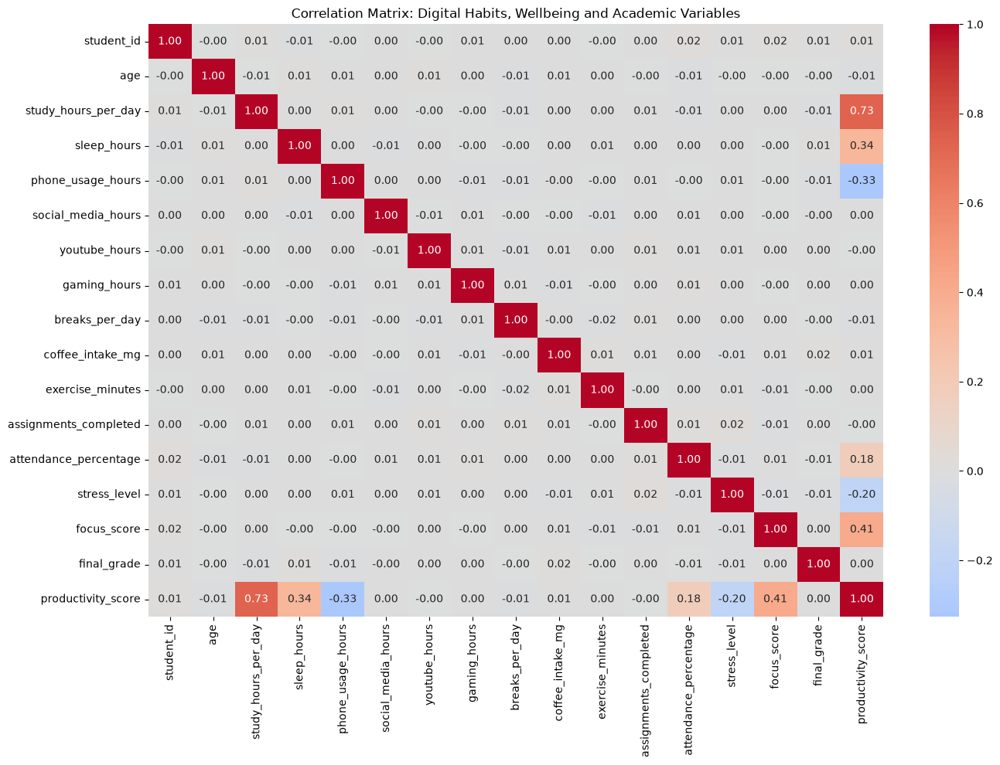 Correlation Matrix: Digital Habits, Wellbeing and Academic Variables
student_id 1.00 -0.00 0.01 -0.01 -0.00 0.00 -0.00 0.01 0.00 0.00 -0.00 0.00 0.02 0.01 0.02 0.01 0.01
age -0.00 1.00 -0.01 0.01 0.01 0.00 0.01 0.00 -0.01 0.01 0.00 -0.00 -0.01 -0.00 -0.00 -0.00 -0.01
study_hours_per_day 0.01 -0.01 1.00 0.00 0.01 0.00 -0.00 -0.00 -0.01 0.00 -0.00 0.01 -0.01 0.00 0.00 -0.01 0.73
sleep_hours -0.01 0.01 0.00 1.00 0.00 -0.01 0.00 -0.00 -0.00 -0.00 0.01 0.00 0.00 0.00 -0.00 0.01 0.34
phone_usage_hours -0.00 0.01 0.01 0.00 1.00 0.00 0.00 -0.01 -0.01 -0.00 -0.00 0.01 -0.00 0.01 -0.00 -0.01 -0.33
social_media_hours 0.00 0.00 0.00 -0.01 0.00 1.00 -0.01 0.01 -0.00 -0.00 -0.01 0.00 0.01 0.00 -0.00 -0.00 0.00
youtube_hours -0.00 0.01 -0.00 0.00 0.00 -0.01 1.00 0.01 -0.01 0.01 0.00 0.01 0.01 0.01 0.00 0.00 -0.00
gaming_hours 0.01 0.00 -0.00 -0.00 -0.01 0.01 0.01 1.00 0.01 -0.01 -0.00 0.00 0.01 0.00 -0.00 0.00 0.00
breaks_per_day 0.00 -0.01 -0.01 -0.00 -0.01 -0.00 -0.01 0.01 1.00 -0.00 -0.02 0.01 0.00 0.00 0.00 -0.00 -0.01
coffee_intake_mg 0.00 0.01 0.00 -0.00 -0.00 -0.00 0.01 -0.01 -0.00 1.00 0.01 0.01 0.00 -0.01 0.01 0.02 0.01
exercise_minutes -0.00 0.00 -0.00 0.01 -0.00 -0.01 0.00 -0.00 -0.02 0.01 1.00 -0.00 0.00 0.01 -0.01 0.00 0.00
assignments_completed 0.00 -0.00 0.01 0.00 0.01 0.00 0.01 0.00 0.01 0.01 -0.00 1.00 0.01 0.02 -0.01 0.00 -0.00
attendance_percentage 0.02 -0.01 -0.01 0.00 -0.00 0.01 0.01 0.01 0.00 0.00 0.00 0.01 1.00 -0.01 0.01 -0.01 0.18
stress_level 0.01 -0.00 0.00 0.00 0.01 0.00 0.01 0.00 0.00 -0.01 0.01 0.02 -0.01 1.00 -0.01 -0.01 -0.20
focus_score 0.02 -0.00 0.00 -0.00 -0.00 -0.00 0.00 -0.00 0.00 0.01 -0.01 -0.01 0.01 -0.01 1.00 0.00 0.41
final_grade 0.01 -0.00 -0.01 0.01 -0.01 -0.00 0.00 0.00 -0.00 0.02 0.00 0.00 -0.01 -0.01 0.00 1.00 0.00
productivity_score 0.01 -0.01 0.73 0.34 -0.33 0.00 -0.00 0.00 -0.01 0.01 0.00 -0.00 0.18 -0.20 0.41 0.00 1.00
student_id
age
study_hours_per_day
sleep_hours
phone_usage_hours
social_media_hours
youtube_hours
gaming_hours
breaks_per_day
coffee_intake_mg
exercise_minutes
assignments_completed
attendance_percentage
stress_level
focus_score
final_grade
productivity_score
1.0
0.8
0.6
0.4
0.2
0.0
−0.2